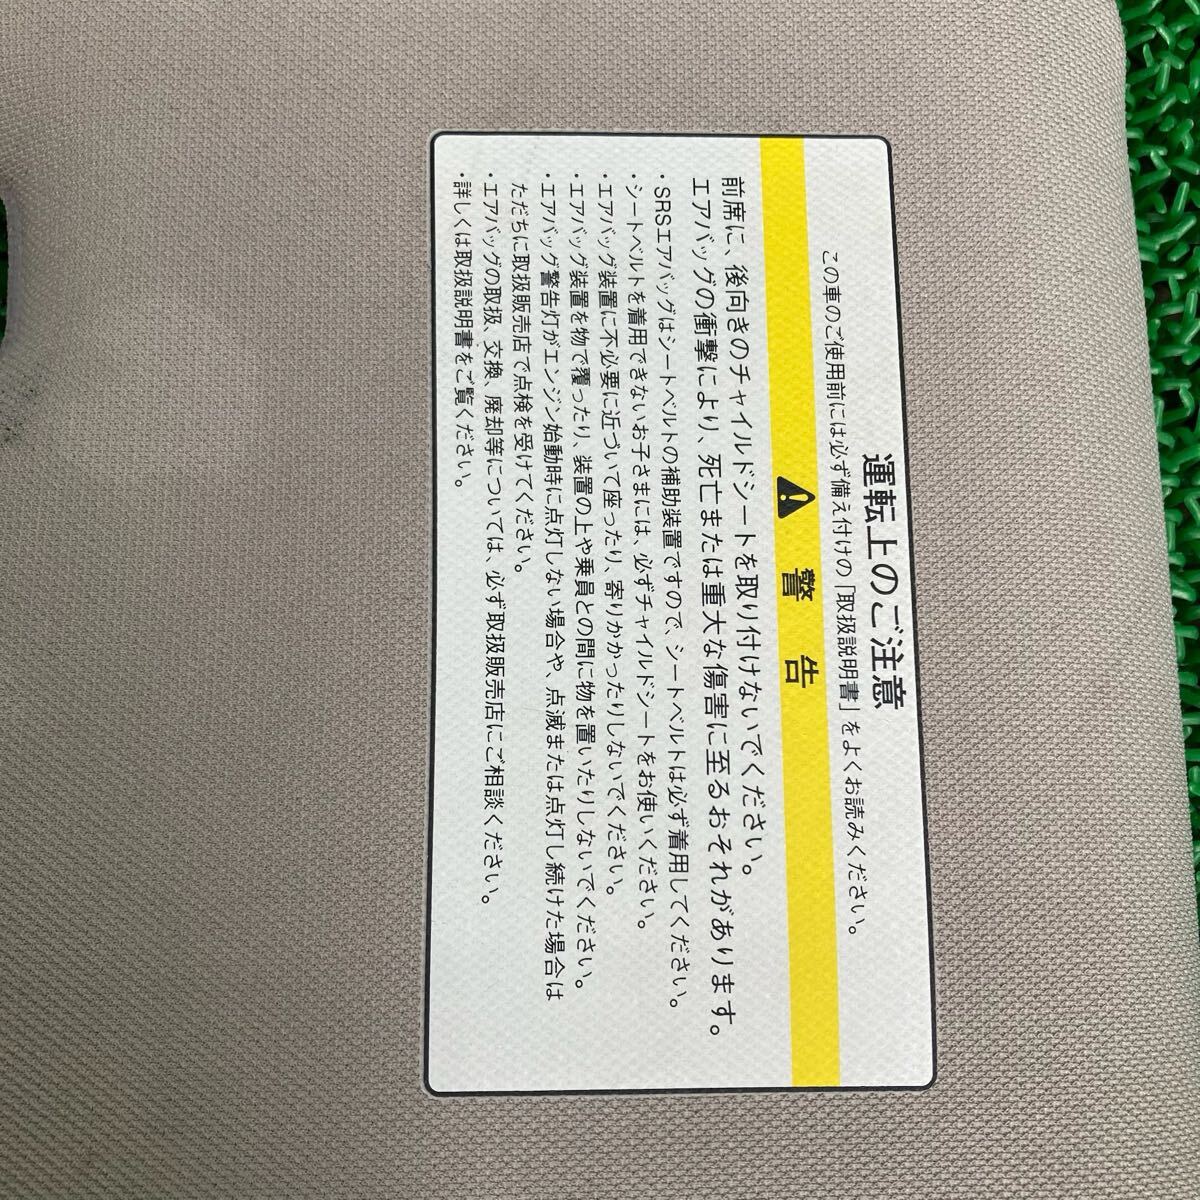 運転上のご注意
この車のご使用前には必ず備え付けの「取扱説明書」をよくお読みください。
警告
前席に、後向きのチャイルドシートを取り付けないでください。
エアバッグの衝撃により、死亡または重大な傷害に至るおそれがあります。
・SRSエアバッグはシートベルトの補助装置ですので、シートベルトは必ず着用してください。
・シートベルトを着用できないお子さまには、必ずチャイルドシートをお使いください。
・エアバッグ装置に不必要に近づいて座ったり、寄りかかったりしないでください。
・エアバッグ装置を物で覆ったり、装置の上や乗員との間に物を置いたりしないでください。
・エアバッグ警告灯がエンジン始動時に点灯しない場合や、点滅または点灯し続けた場合は
ただちに取扱販売店で点検を受けてください。
・エアバッグの取扱、交換、廃却等については、必ず取扱販売店にご相談ください。
・詳しくは取扱説明書をご覧ください。